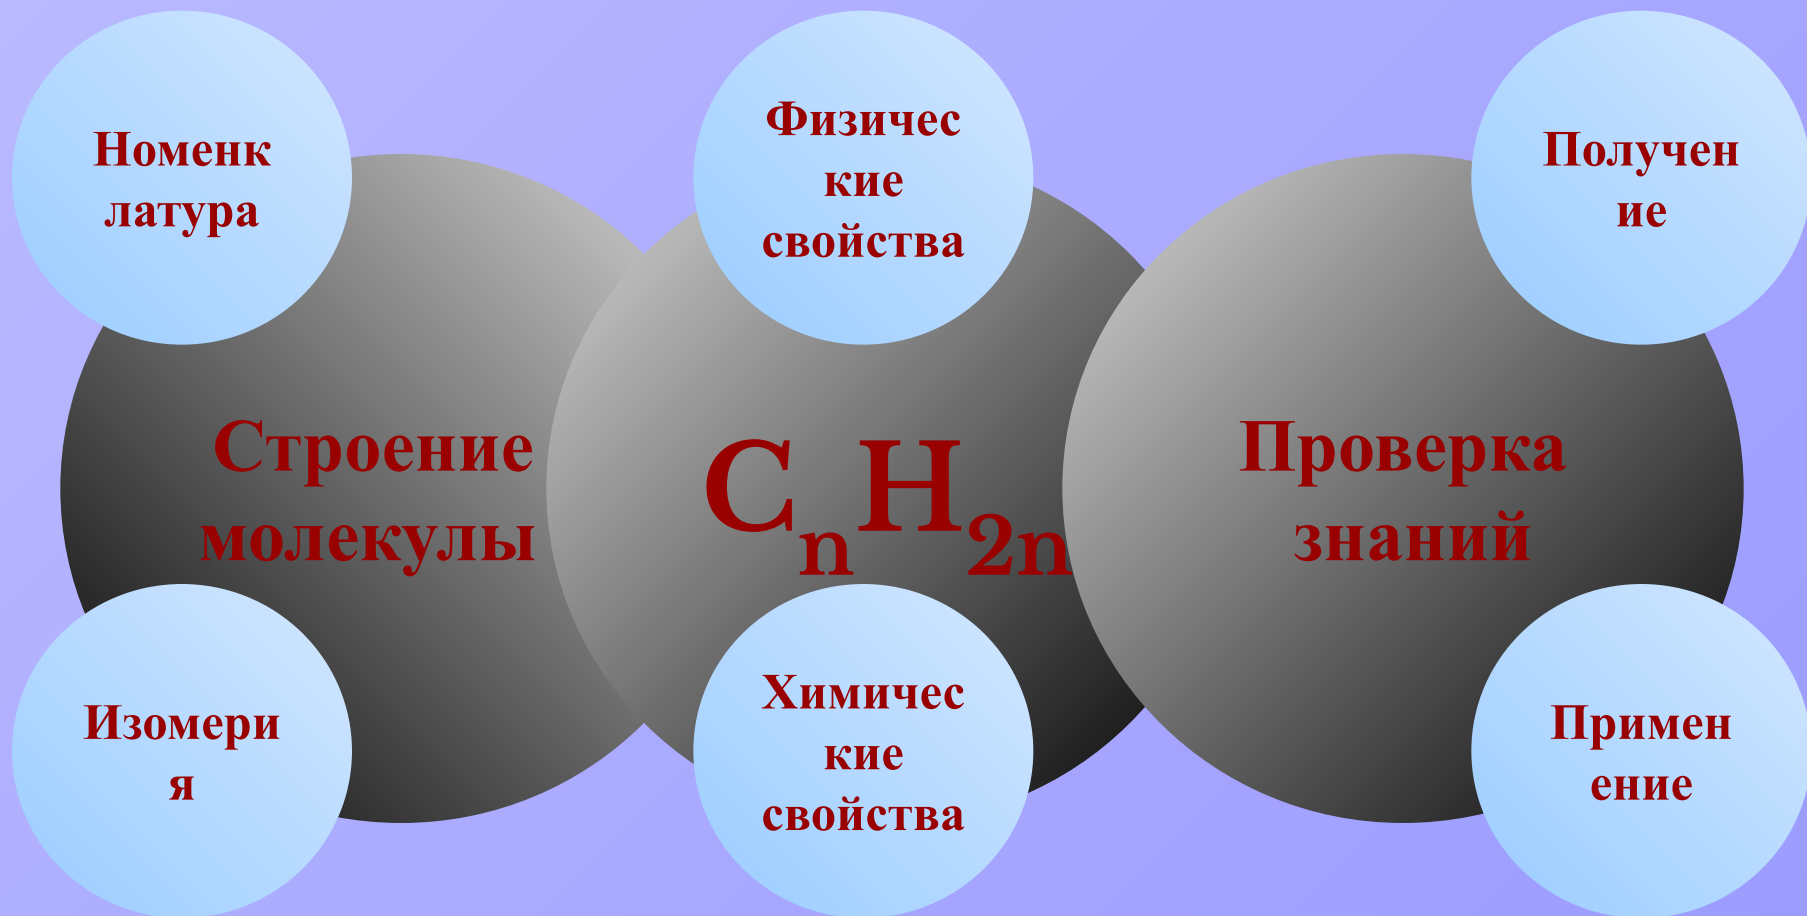 Номенк
латура
Физичес
кие
свойства
Получен
ие
Строение
молекулы
CnH2n
Проверка
знаний
Изомери
я
Химичес
кие
свойства
Примен
ение